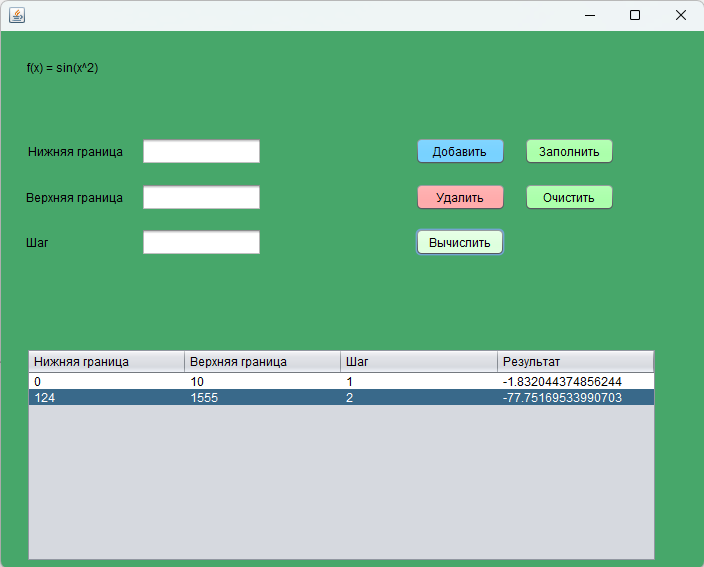 f(x) = sin(x^2)
Нижняя граница Добавить Заполнить
Верхняя граница Удалить Очистить
Шаг Вычислить
Нижняя граница Верхняя граница Шаг Результат
0 10 1 -1.832044374856244
124 1555 2 -77.75169533990703